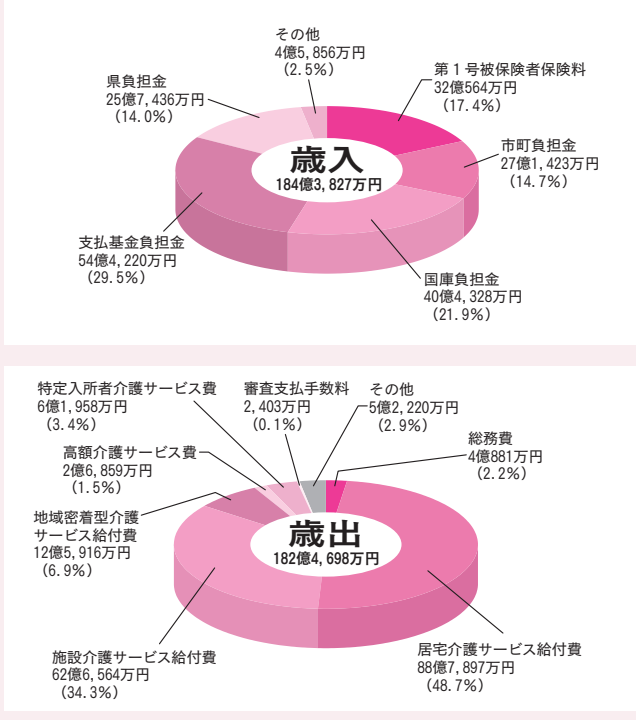 その他
4億5,856万円
(2.5%)
県負担金
25億7,436万円
(14.0%)
第１号被保険者保険料
32億564万円
(17.4%)
市町負担金
27億1,423万円
(14.7%)
歳入
184億3,827万円
支払基金負担金
54億4,220万円
(29.5%)
国庫負担金
40億4,328万円
(21.9%)
特定入所者介護サービス費
6億1,958万円
(3.4%)
審査支払手数料
2,403万円
(0.1%)
その他
5億2,220万円
(2.9%)
総務費
4億881万円
(2.2%)
高額介護サービス費
2億6,859万円
(1.5%)
地域密着型介護
サービス給付費
12億5,916万円
(6.9%)
歳出
182億4,698万円
施設介護サービス給付費
62億6,564万円
(34.3%)
居宅介護サービス給付費
88億7,897万円
(48.7%)